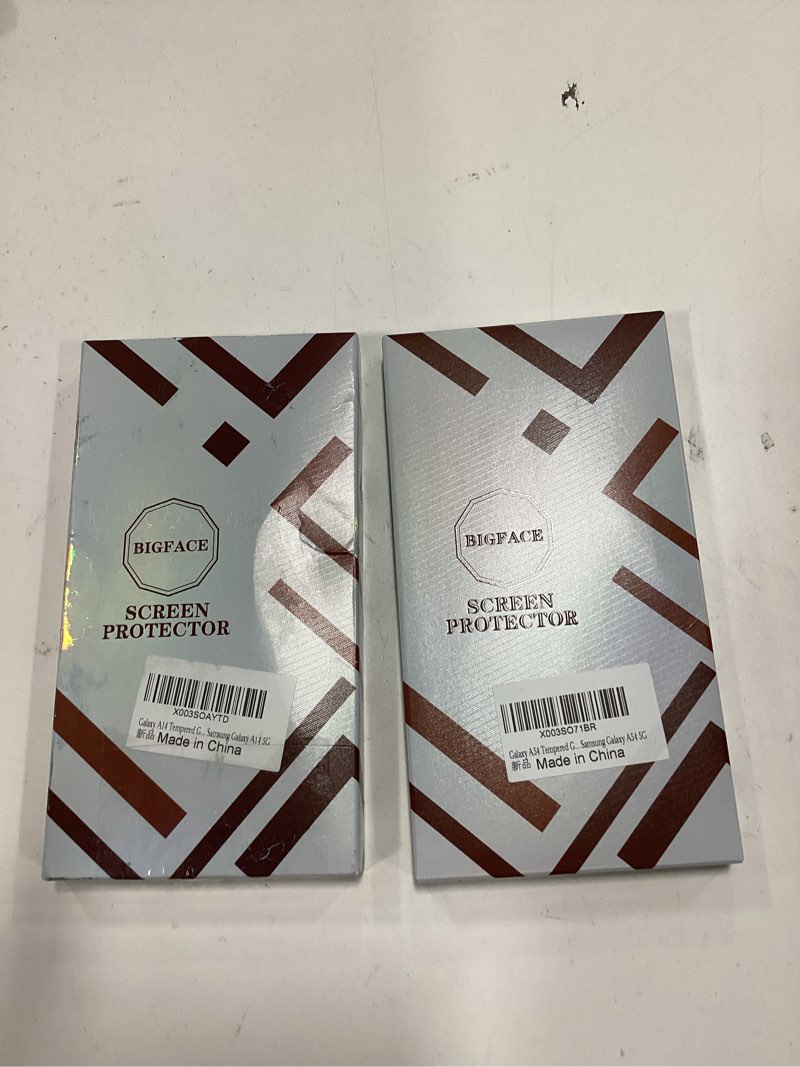 BIGFACE
SCREEN
PROTECTOR
X003SOAYTD
Galaxy A14 Tempered G... Samsung Galaxy A14 5G
新品 Made in China
BIGFACE
SCREEN
PROTECTOR
X003SO71BR
Galaxy A54 Tempered G... Samsung Galaxy A54 5G
新品 Made in China